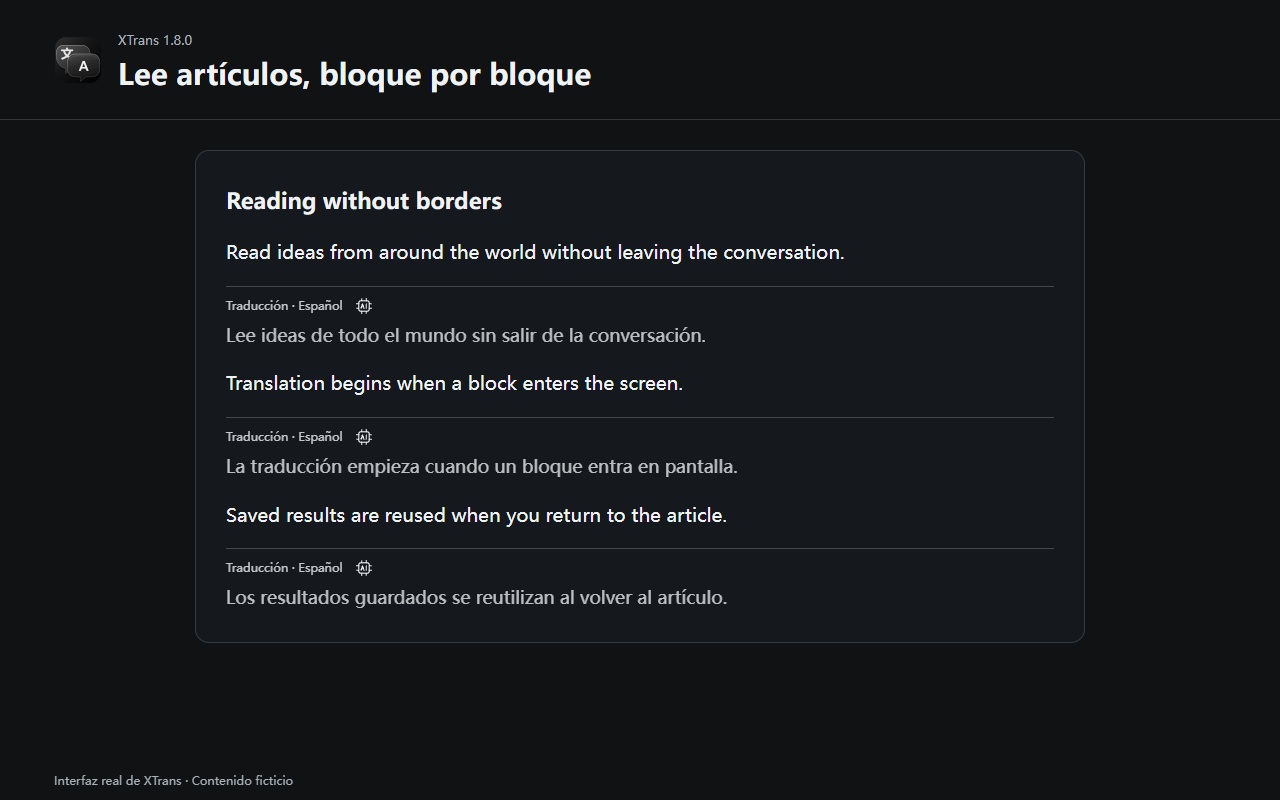 XTrans 1.8.0
文 A
Lee artículos, bloque por bloque
Reading without borders
Read ideas from around the world without leaving the conversation.
Traducción · Español AI
Lee ideas de todo el mundo sin salir de la conversación.
Translation begins when a block enters the screen.
Traducción · Español AI
La traducción empieza cuando un bloque entra en pantalla.
Saved results are reused when you return to the article.
Traducción · Español AI
Los resultados guardados se reutilizan al volver al artículo.
Interfaz real de XTrans · Contenido ficticio